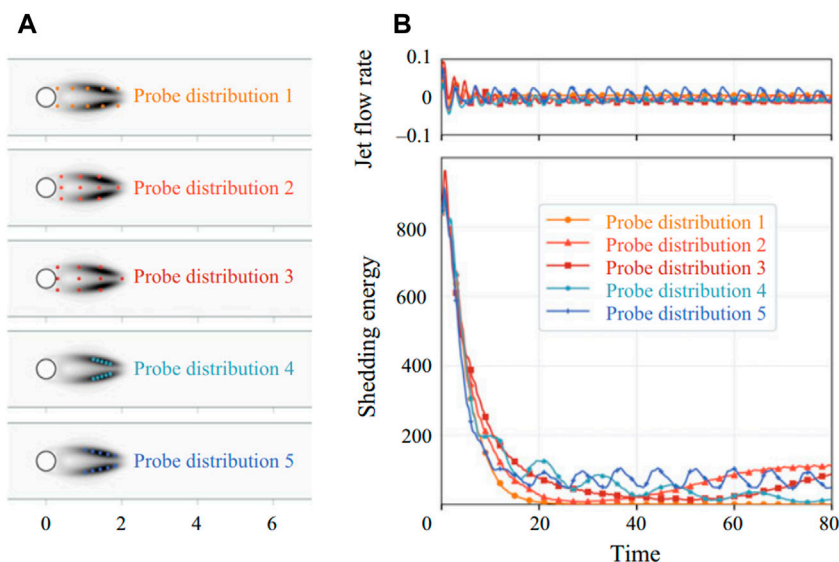 A
Probe distribution 1
Probe distribution 2
Probe distribution 3
Probe distribution 4
Probe distribution 5
0 2 4 6
B
Jet flow rate
0.1
0
–0.1
Shedding energy
800
600
400
200
Probe distribution 1
Probe distribution 2
Probe distribution 3
Probe distribution 4
Probe distribution 5
0 20 40 60 80
Time